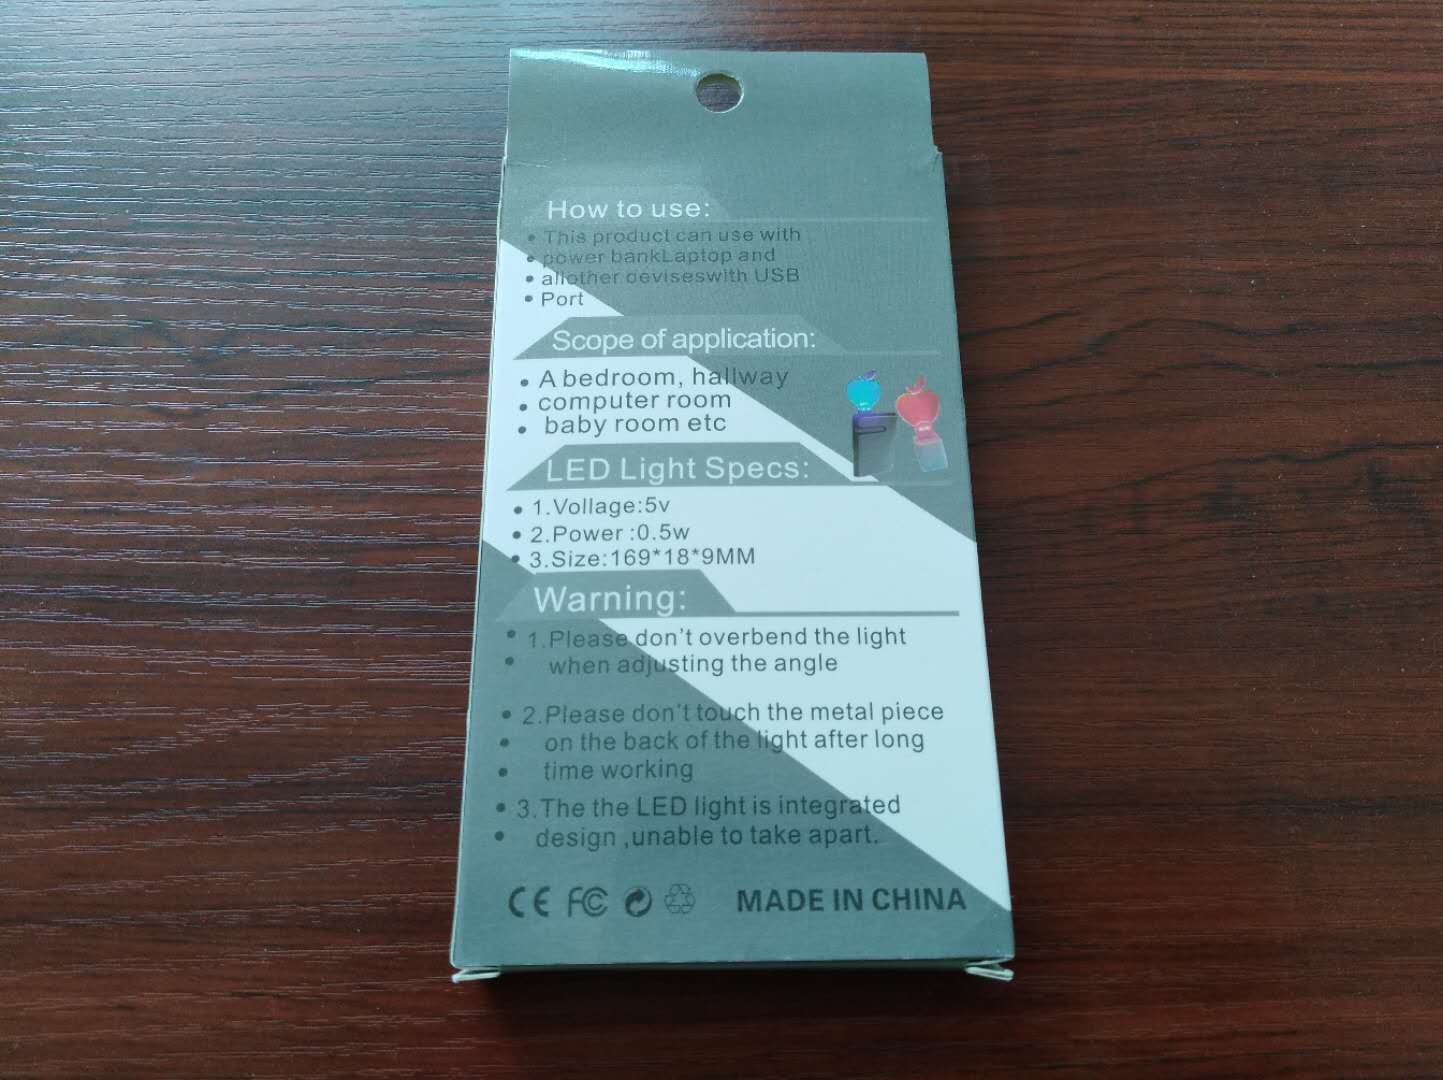 How to use:
• This product can use with
• power bankLaptop and
• allother deviseswith USB
• Port
Scope of application:
• A bedroom, hallway
• computer room
• baby room etc
LED Light Specs:
• 1.Vollage:5v
• 2.Power :0.5w
• 3.Size:169*18*9MM
Warning:
• 1.Please don't overbend the light
• when adjusting the angle
• 2.Please don't touch the metal piece
• on the back of the light after long
• time working
• 3.The the LED light is integrated
• design ,unable to take apart.
CE FC MADE IN CHINA